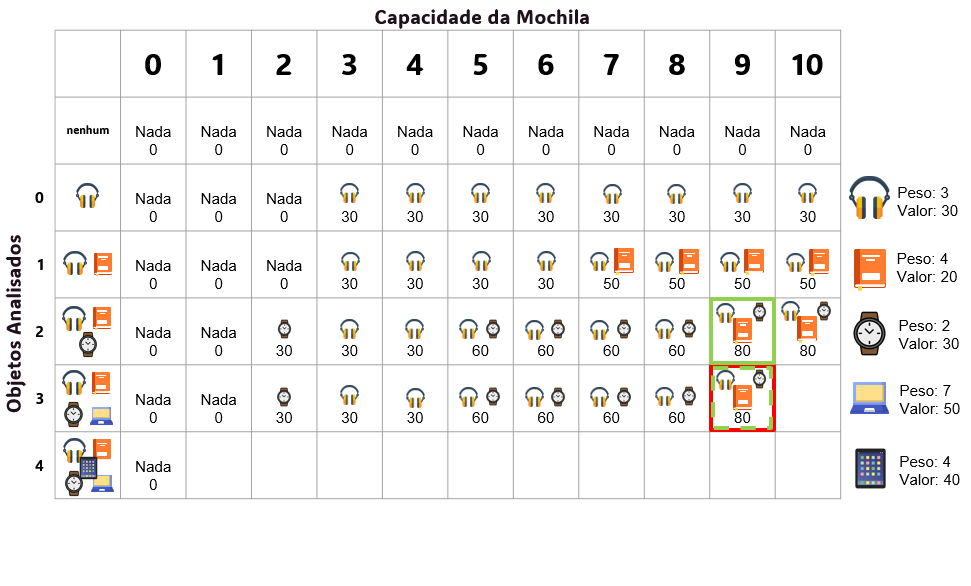 Capacidade da Mochila
0 1 2 3 4 5 6 7 8 9 10
nenhum Nada Nada Nada Nada Nada Nada Nada Nada Nada Nada Nada
0 0 0 0 0 0 0 0 0 0 0
Objetos Analisados
0 Nada Nada Nada
0 0 0 30 30 30 30 30 30 30 30
Peso: 3
Valor: 30
1 Nada Nada Nada
0 0 0 30 30 30 30 50 50 50 50
Peso: 4
Valor: 20
2 Nada Nada
0 0 30 30 30 60 60 60 60 80 80
Peso: 2
Valor: 30
3 Nada Nada
0 0 30 30 30 60 60 60 60 80
Peso: 7
Valor: 50
4 Nada
0
Peso: 4
Valor: 40